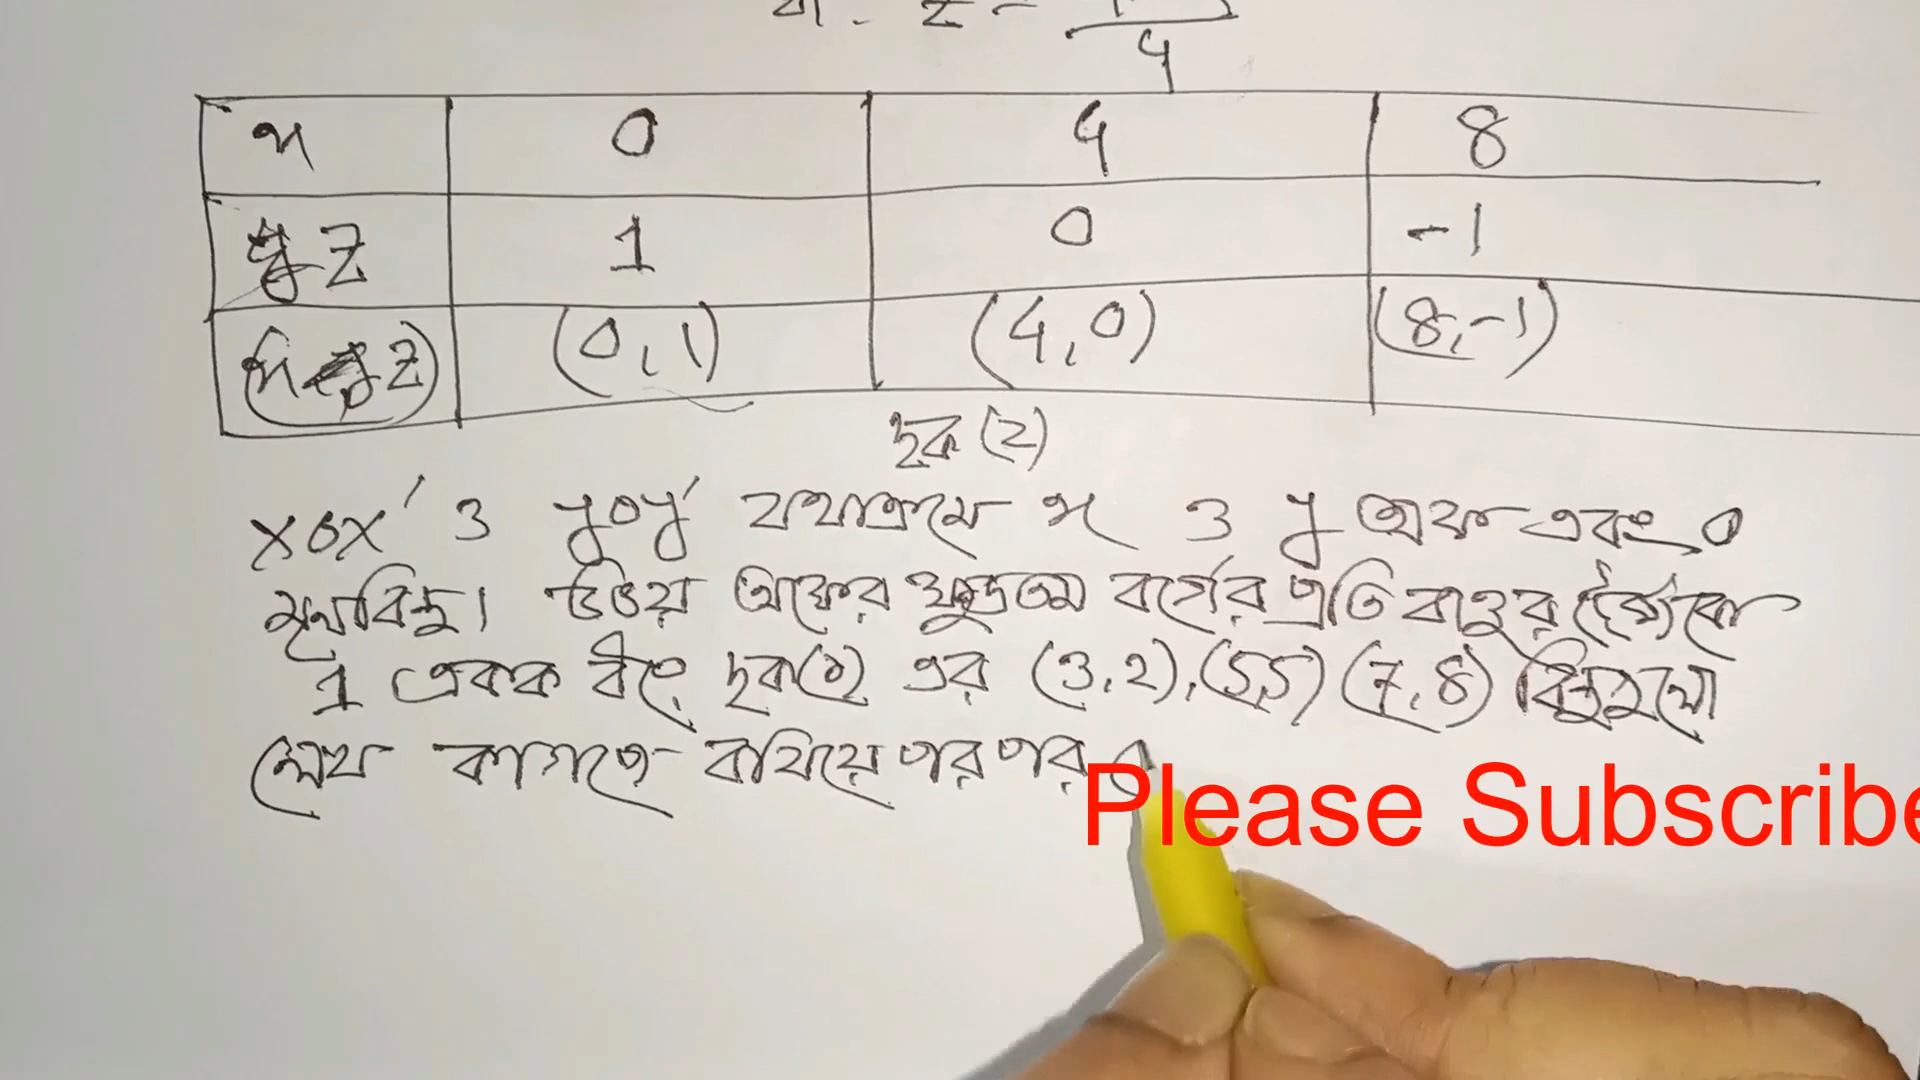 z =
4
x 0 4 8
z 1 0 -1
(x, z) (0, 1) (4, 0) (8, -1)
ছক (২)
XOX' ও YOY' যথাক্রমে x ও y অক্ষ এবং O
মূলবিন্দু। উভয় অক্ষের ক্ষুদ্রতম বর্গের প্রতি বাহুর দৈর্ঘ্যকে
1 একক ধরে ছক(১) এর (3, 2), (5,5) (7, 8) বিন্দুগুলো
লেখ কাগজে বসিয়ে পর পর
Please Subscribe